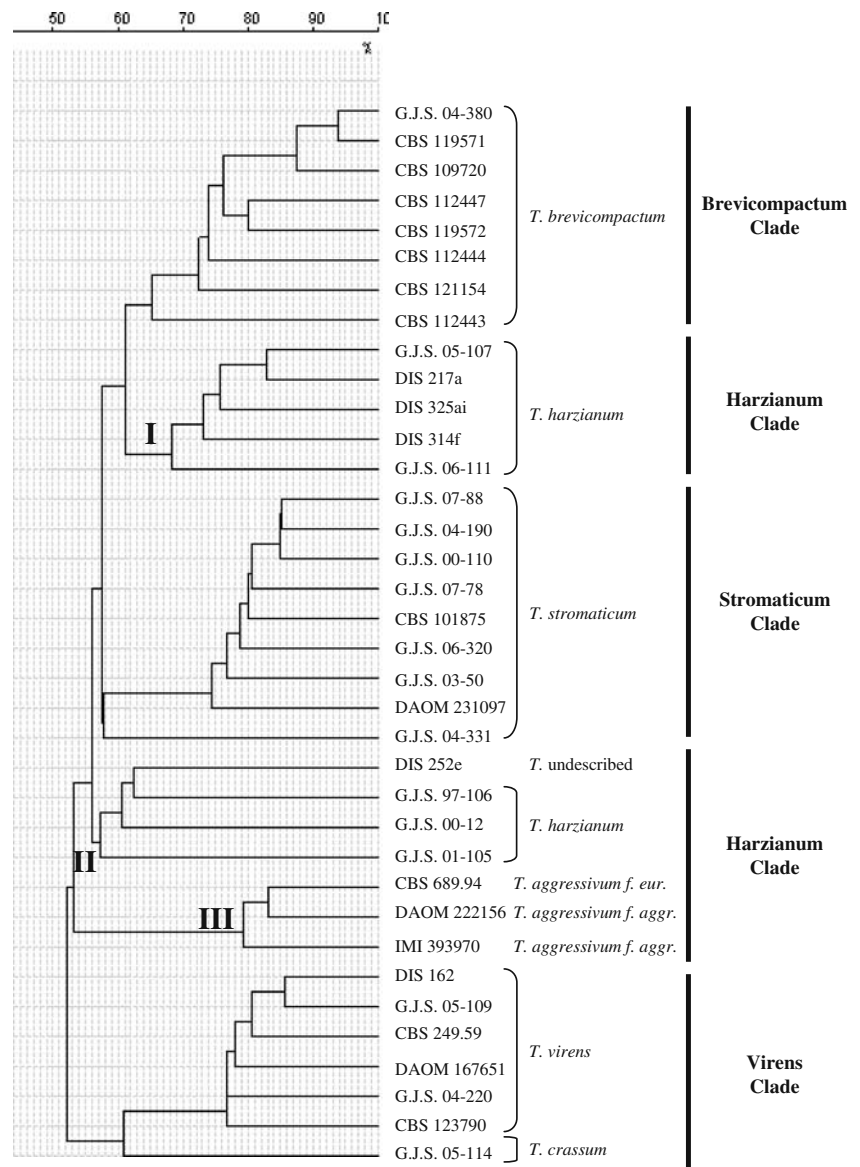 50 60 70 80 90 10
%
G.J.S. 04-380
CBS 119571
CBS 109720
CBS 112447
CBS 119572
CBS 112444
CBS 121154
CBS 112443
T. brevicompactum
Brevicompactum
Clade
G.J.S. 05-107
DIS 217a
DIS 325ai
DIS 314f
G.J.S. 06-111
T. harzianum
Harzianum
Clade
I
G.J.S. 07-88
G.J.S. 04-190
G.J.S. 00-110
G.J.S. 07-78
CBS 101875
G.J.S. 06-320
G.J.S. 03-50
DAOM 231097
G.J.S. 04-331
T. stromaticum
Stromaticum
Clade
DIS 252e T. undescribed
G.J.S. 97-106
G.J.S. 00-12
G.J.S. 01-105
T. harzianum
II
CBS 689.94 T. aggressivum f. eur.
DAOM 222156 T. aggressivum f. aggr.
IMI 393970 T. aggressivum f. aggr.
III
Harzianum
Clade
DIS 162
G.J.S. 05-109
CBS 249.59
DAOM 167651
G.J.S. 04-220
CBS 123790
T. virens
G.J.S. 05-114 T. crassum
Virens
Clade